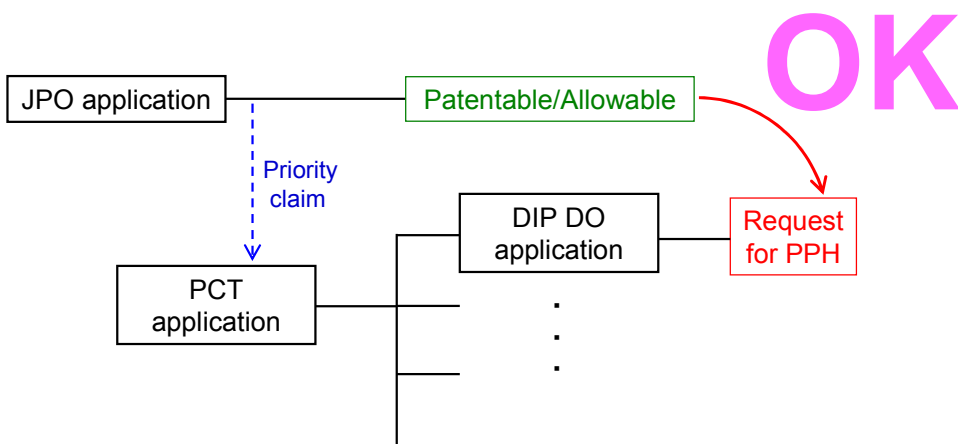 OK
JPO application
Patentable/Allowable
Priority
claim
DIP DO
application
Request
for PPH
PCT
application